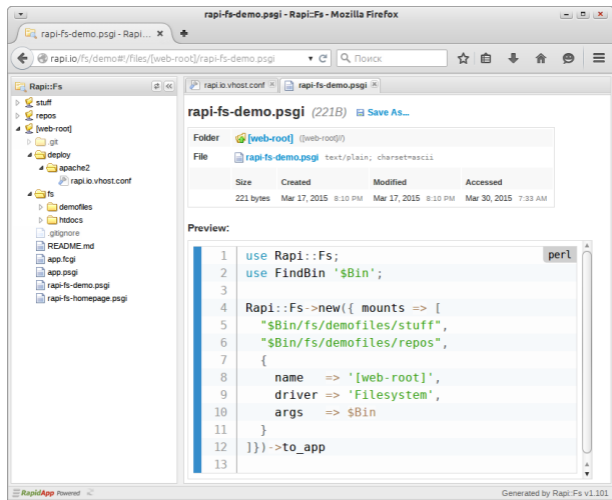 rapi-fs-demo.psgi - Rapi::Fs - Mozilla Firefox
rapi-fs-demo.psgi - Rapi...
rapi.io/fs/demo#!/files/[web-root]/rapi-fs-demo.psgi
Поиск
Rapi::Fs
stuff
repos
[web-root]
.git
deploy
apache2
rapi.io.vhost.conf
fs
demofiles
htdocs
.gitignore
README.md
app.fcgi
app.psgi
rapi-fs-demo.psgi
rapi-fs-homepage.psgi
rapi.io.vhost.conf rapi-fs-demo.psgi
rapi-fs-demo.psgi (221B) Save As...
Folder [web-root] ([web-root]/)
File rapi-fs-demo.psgi text/plain; charset=ascii
Size Created Modified Accessed
221 bytes Mar 17, 2015 8:10 PM Mar 17, 2015 8:10 PM Mar 30, 2015 7:33 AM
Preview:
perl
1 use Rapi::Fs;
2 use FindBin '$Bin';
3
4 Rapi::Fs->new({ mounts => [
5 "$Bin/fs/demofiles/stuff",
6 "$Bin/fs/demofiles/repos",
7 {
8 name => '[web-root]',
9 driver => 'Filesystem',
10 args => $Bin
11 }
12 ]})->to_app
13
RapidApp Powered
Generated by Rapi::Fs v1.101